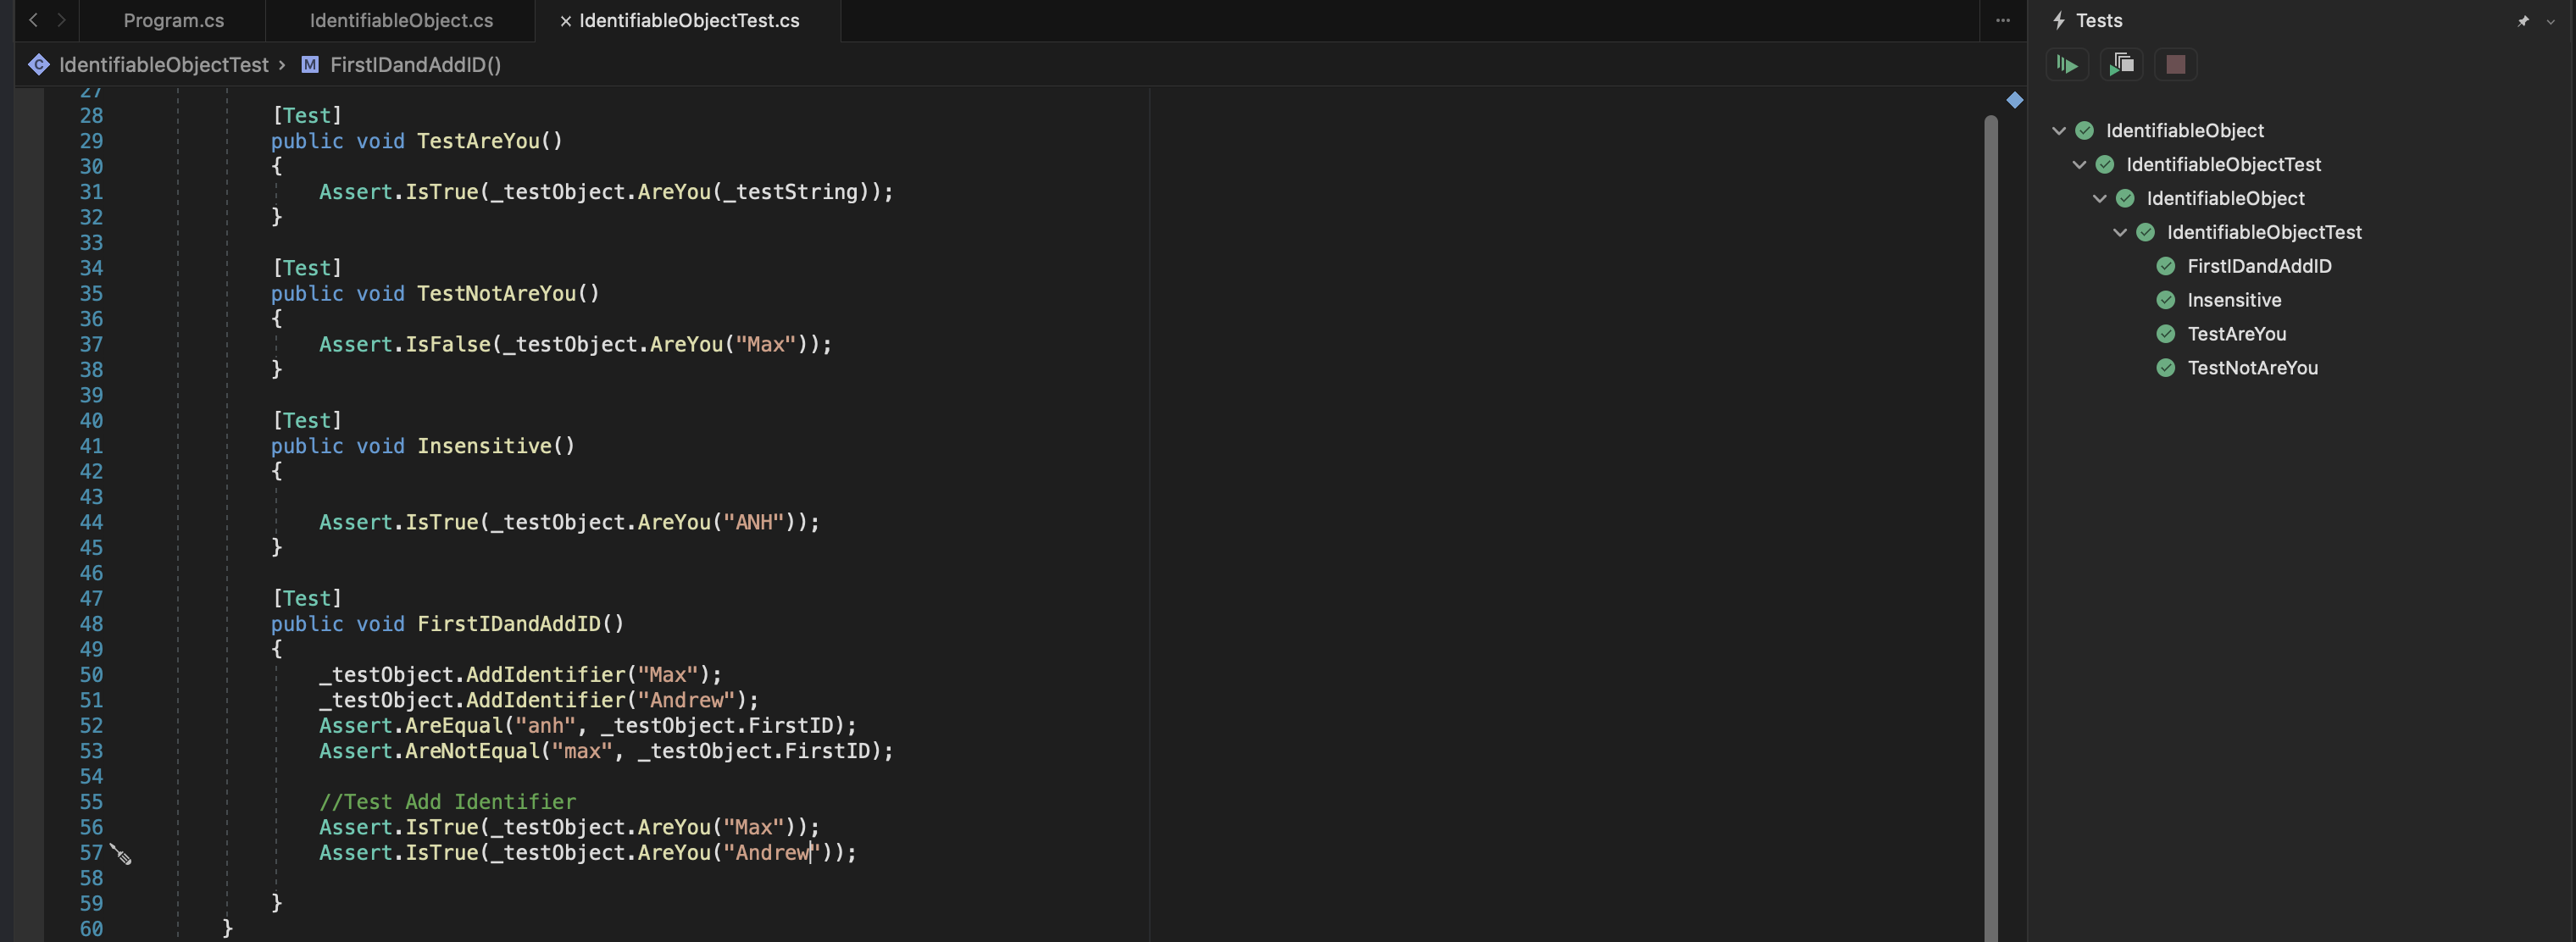 Program.cs
IdentifiableObject.cs
× IdentifiableObjectTest.cs
...
IdentifiableObjectTest › M FirstIDandAddID()
27
28 [Test]
29 public void TestAreYou()
30 {
31 Assert.IsTrue(_testObject.AreYou(_testString));
32 }
33
34 [Test]
35 public void TestNotAreYou()
36 {
37 Assert.IsFalse(_testObject.AreYou("Max"));
38 }
39
40 [Test]
41 public void Insensitive()
42 {
43
44 Assert.IsTrue(_testObject.AreYou("ANH"));
45 }
46
47 [Test]
48 public void FirstIDandAddID()
49 {
50 _testObject.AddIdentifier("Max");
51 _testObject.AddIdentifier("Andrew");
52 Assert.AreEqual("anh", _testObject.FirstID);
53 Assert.AreNotEqual("max", _testObject.FirstID);
54
55 //Test Add Identifier
56 Assert.IsTrue(_testObject.AreYou("Max"));
57 Assert.IsTrue(_testObject.AreYou("Andrew"));
58
59 }
60 }
Tests
IdentifiableObject
IdentifiableObjectTest
IdentifiableObject
IdentifiableObjectTest
FirstIDandAddID
Insensitive
TestAreYou
TestNotAreYou